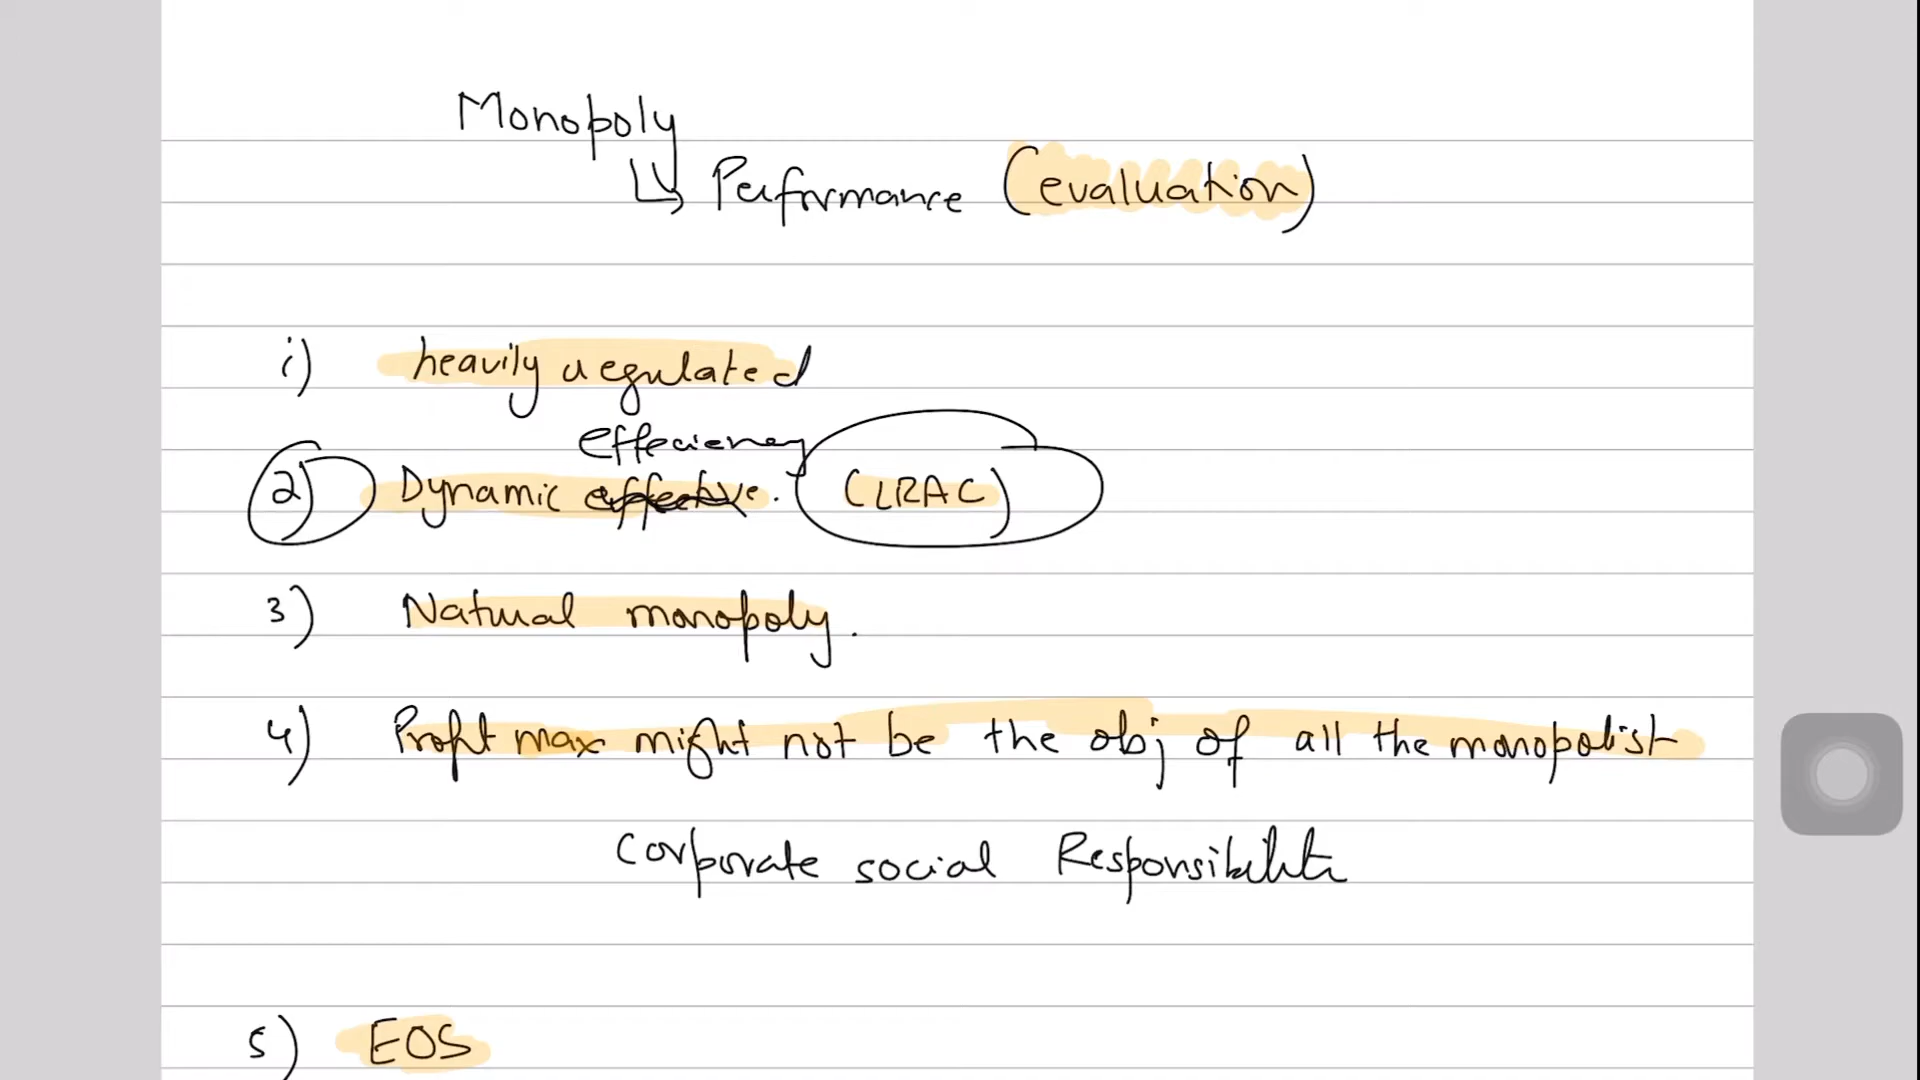 Monopoly
↳ Performance (evaluation)
i) heavily regulated
effeciency
2) Dynamic effective. (LRAC)
3) Natural monopoly.
4) Profit max might not be the obj of all the monopolist
Corporate social Responsibilit
5) EOS